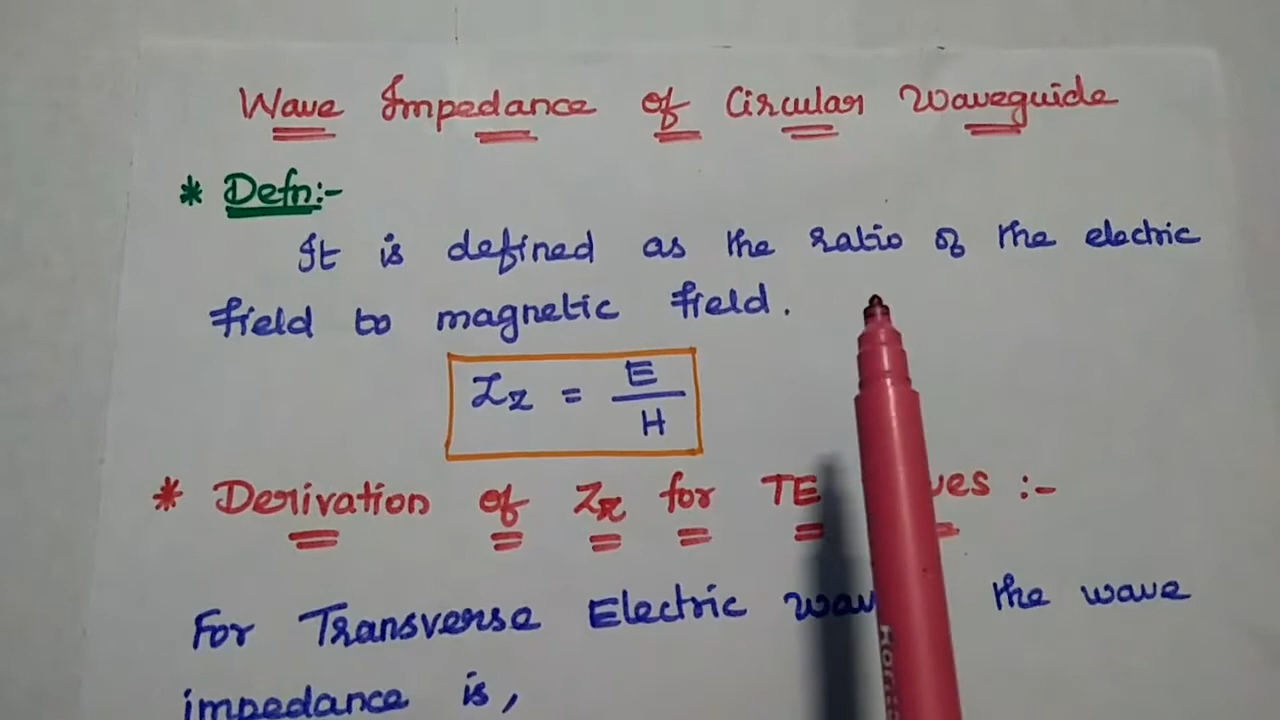 Wave Impedance of Circular Waveguide
* Defn:-
It is defined as the ratio of the electric
field to magnetic field.
Zz = E / H
* Derivation of Zz for TE :-
For Transverse Electric the wave
impedance is,